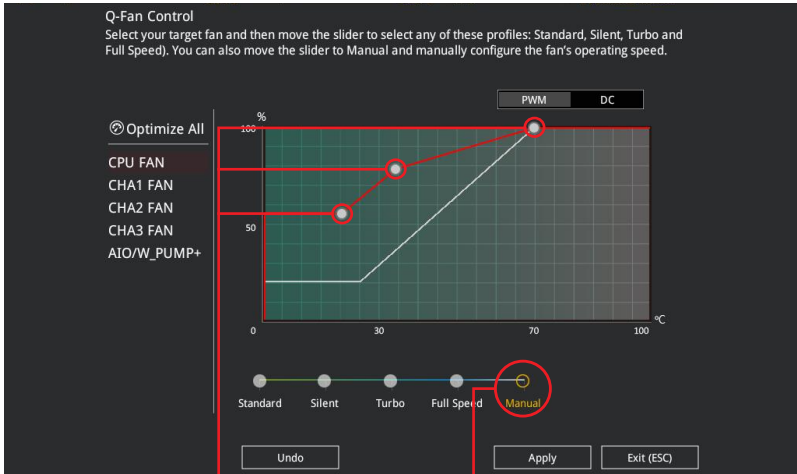 Q-Fan Control
Select your target fan and then move the slider to select any of these profiles: Standard, Silent, Turbo and
Full Speed). You can also move the slider to Manual and manually configure the fan's operating speed.
PWM DC
Optimize All
CPU FAN
CHA1 FAN
CHA2 FAN
CHA3 FAN
AIO/W_PUMP+
%
100
50
0 30 70 100
ºC
Standard Silent Turbo Full Speed Manual
Undo Apply Exit (ESC)